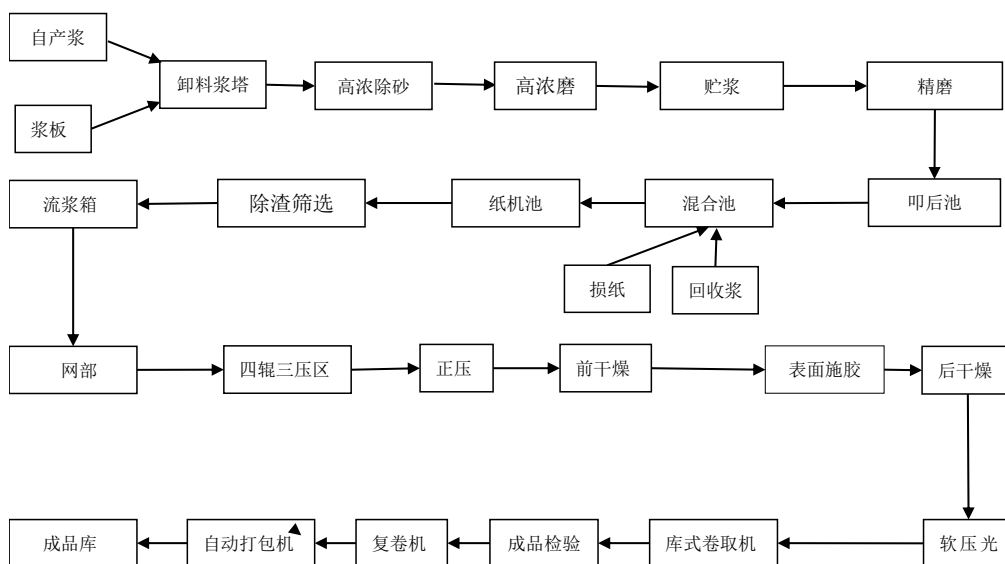 自产浆
浆板
卸料浆塔
高浓除砂
高浓磨
贮浆
精磨
叩后池
混合池
损纸
回收浆
纸机池
除渣筛选
流浆箱
网部
四辊三压区
正压
前干燥
表面施胶
后干燥
软压光
库式卷取机
成品检验
复卷机
自动打包机
成品库